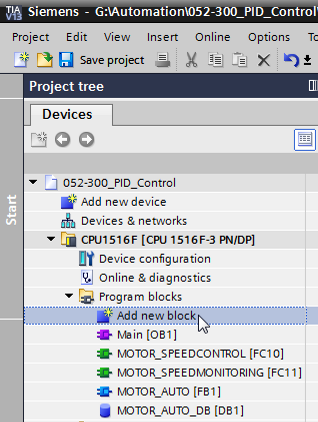 TIA
V13
Siemens - G:\Automation\052-300_PID_Control\
Project Edit View Insert Online Options
Save project
Project tree
Devices
Start
052-300_PID_Control
Add new device
Devices & networks
CPU1516F [CPU 1516F-3 PN/DP]
Device configuration
Online & diagnostics
Program blocks
Add new block
Main [OB1]
MOTOR_SPEEDCONTROL [FC10]
MOTOR_SPEEDMONITORING [FC11]
MOTOR_AUTO [FB1]
MOTOR_AUTO_DB [DB1]